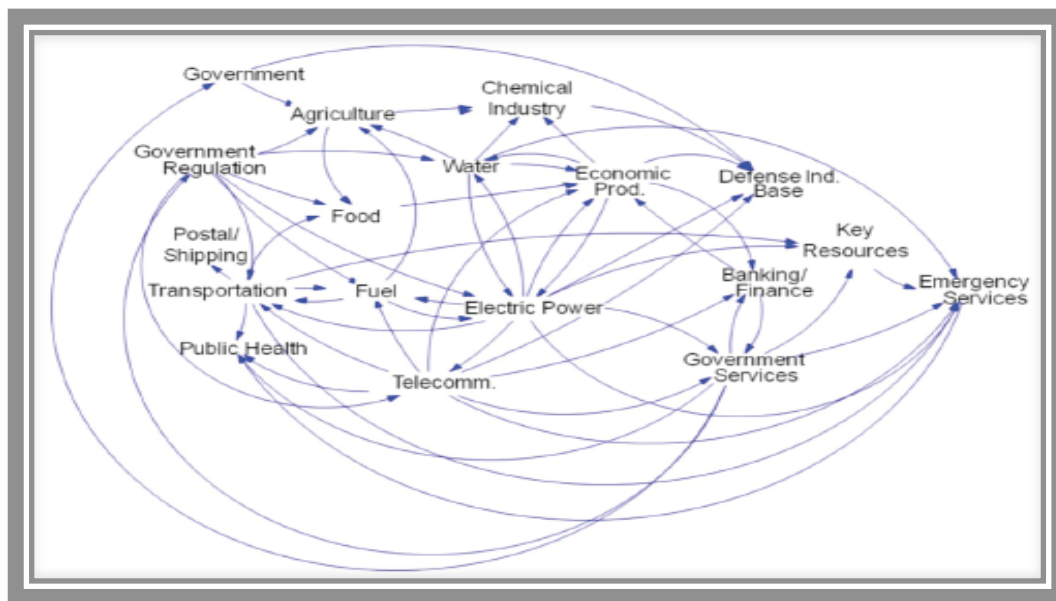 Government
Agriculture
Chemical
Industry
Government
Regulation
Water
Economic
Prod.
Defense Ind.
Base
Food
Postal/
Shipping
Key
Resources
Transportation
Fuel
Electric Power
Banking/
Finance
Emergency
Services
Public Health
Telecomm.
Government
Services